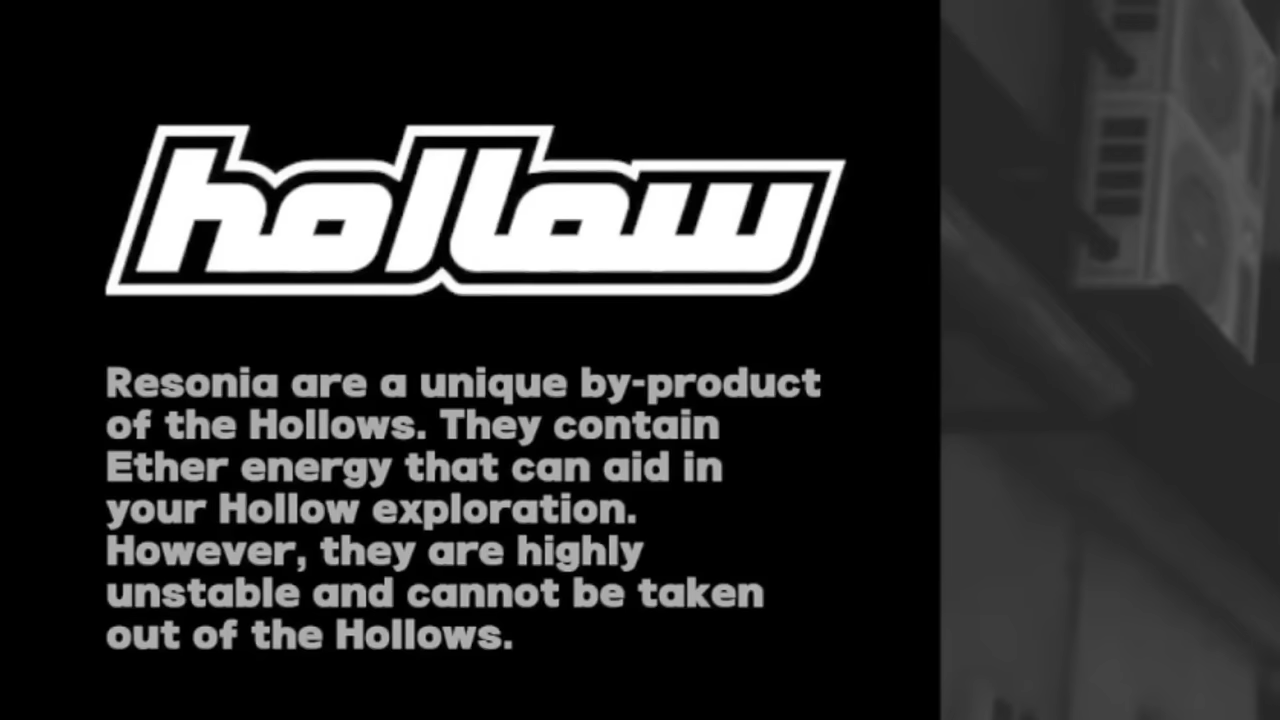 hollow
Resonia are a unique by-product
of the Hollows. They contain
Ether energy that can aid in
your Hollow exploration.
However, they are highly
unstable and cannot be taken
out of the Hollows.